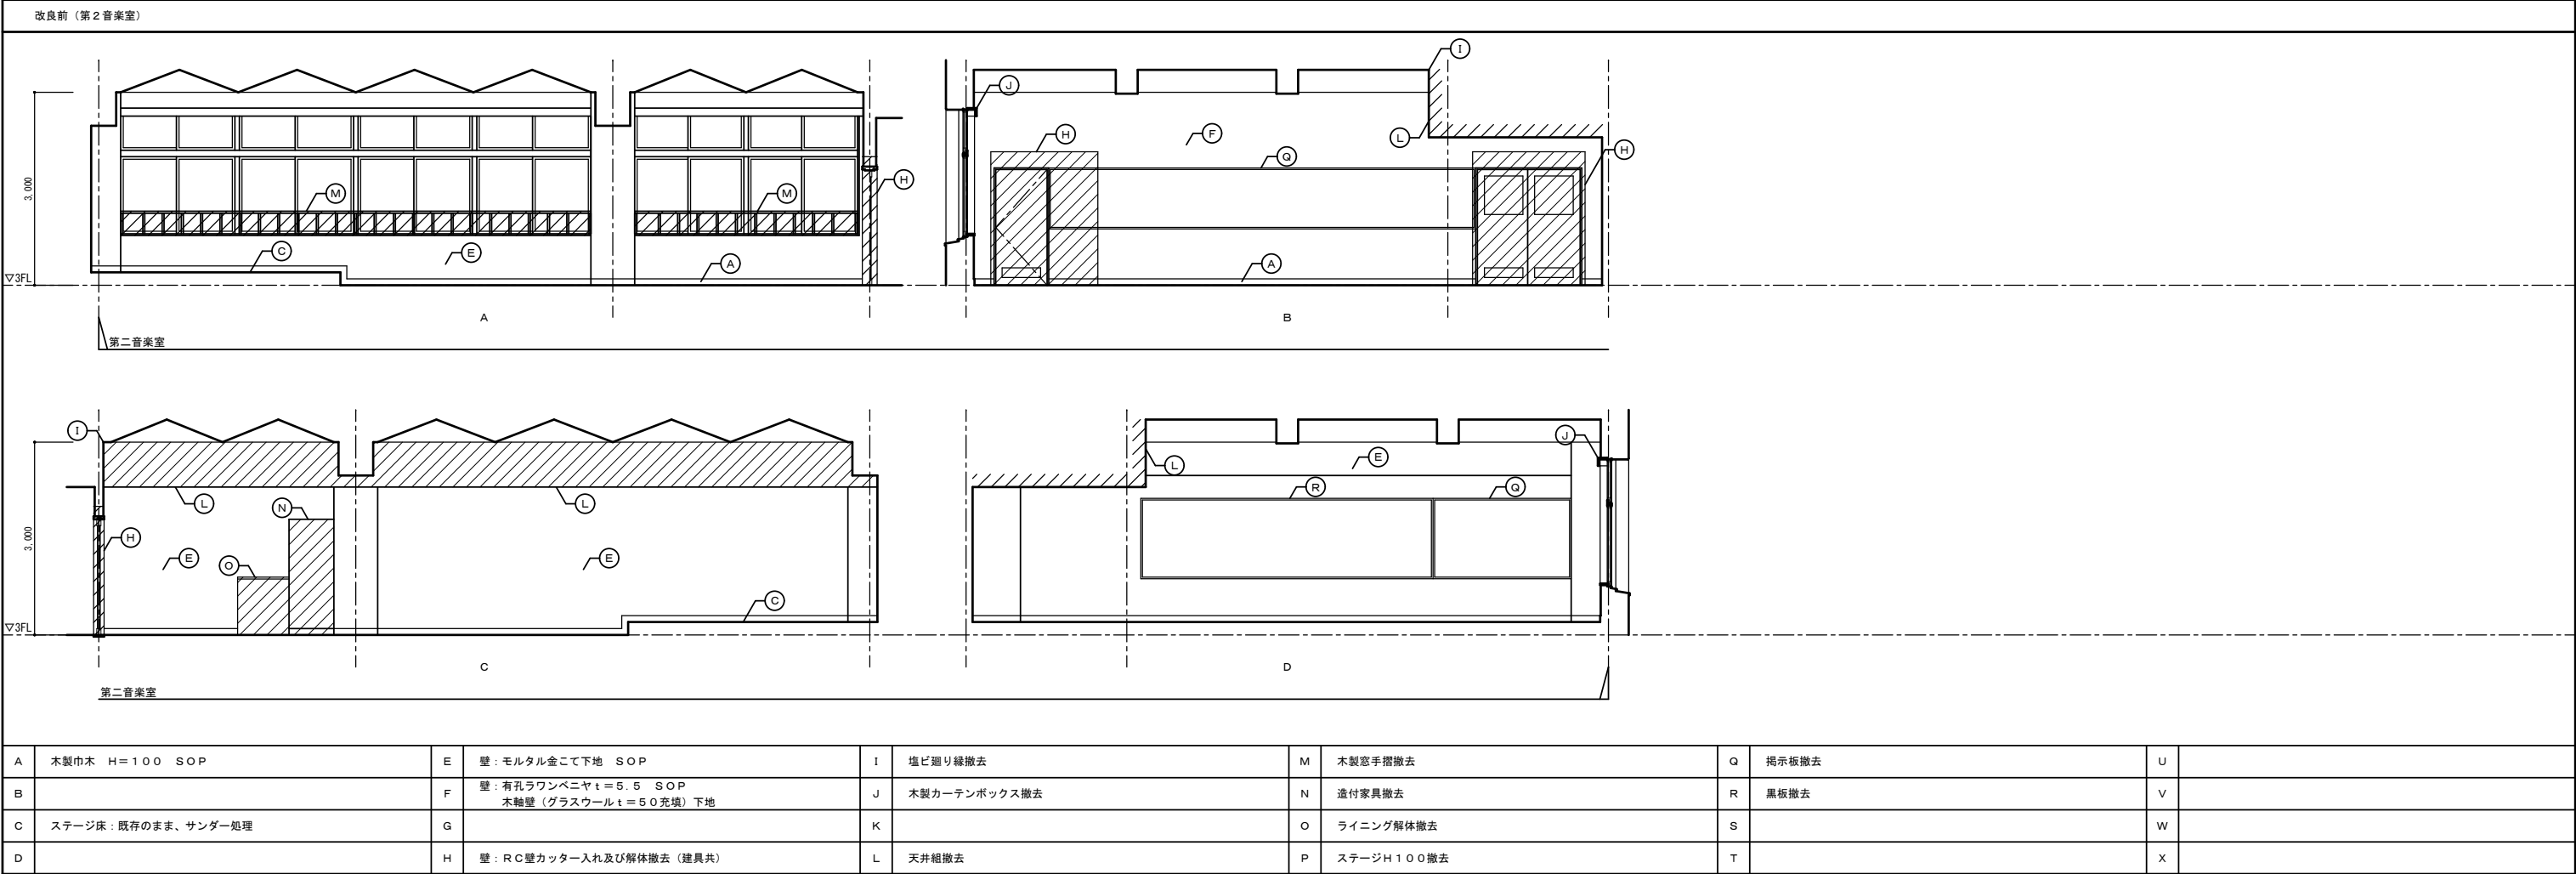 改良前（第２音楽室）
I
J
H
F
L
Q
H
M
M
H
3,000
C
E
A
A
▽3FL
A
B
第二音楽室
I
J
L
E
R
Q
L
N
L
3,000
H
E
O
E
C
▽3FL
C
D
第二音楽室
A 木製巾木　Ｈ＝１００　ＳＯＰ E 壁：モルタル金こて下地　ＳＯＰ I 塩ビ廻り縁撤去 M 木製窓手摺撤去 Q 掲示板撤去 U
B F 壁：有孔ラワンベニヤｔ＝５．５　ＳＯＰ
木軸壁（グラスウールｔ＝５０充填）下地 J 木製カーテンボックス撤去 N 造付家具撤去 R 黒板撤去 V
C ステージ床：既存のまま、サンダー処理 G K O ライニング解体撤去 S W
D H 壁：ＲＣ壁カッター入れ及び解体撤去（建具共） L 天井組撤去 P ステージＨ１００撤去 T X